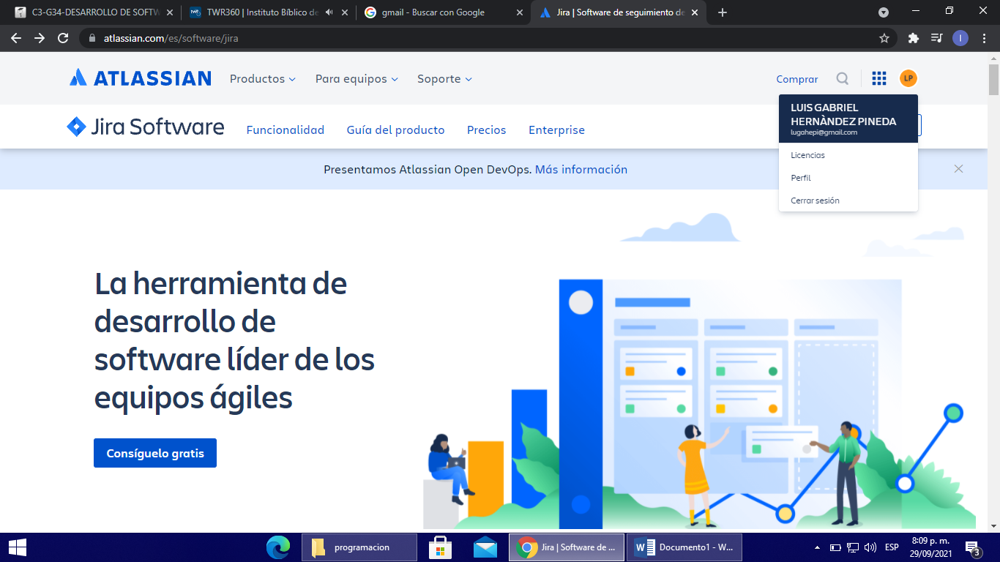 C3-G34-DESARROLLO DE SOFTW
TWR360 | Instituto Bíblico de
gmail - Buscar con Google
Jira | Software de seguimiento de
I
atlassian.com/es/software/jira
ATLASSIAN
Productos
Para equipos
Soporte
Comprar
LP
LUIS GABRIEL
HERNÀNDEZ PINEDA
lugahepi@gmail.com
Licencias
Perfil
Cerrar sesión
Jira Software
Funcionalidad
Guía del producto
Precios
Enterprise
Presentamos Atlassian Open DevOps. Más información
La herramienta de
desarrollo de
software líder de los
equipos ágiles
Consíguelo gratis
programacion
Jira | Software de ...
Documento1 - W...
ESP
8:09 p. m.
29/09/2021
3